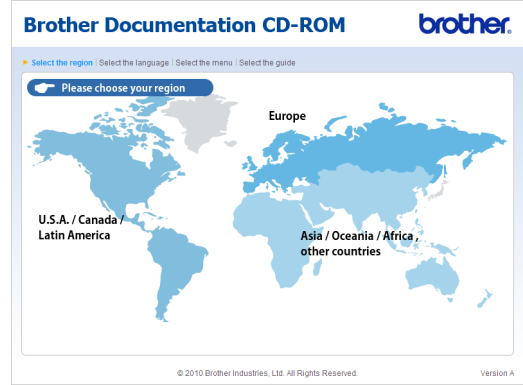 Brother Documentation CD-ROM
brother.
Select the region | Select the language | Select the menu | Select the guide
Please choose your region
Europe
U.S.A. / Canada /
Latin America
Asia / Oceania / Africa ,
other countries
© 2010 Brother Industries, Ltd. All Rights Reserved.
Version A